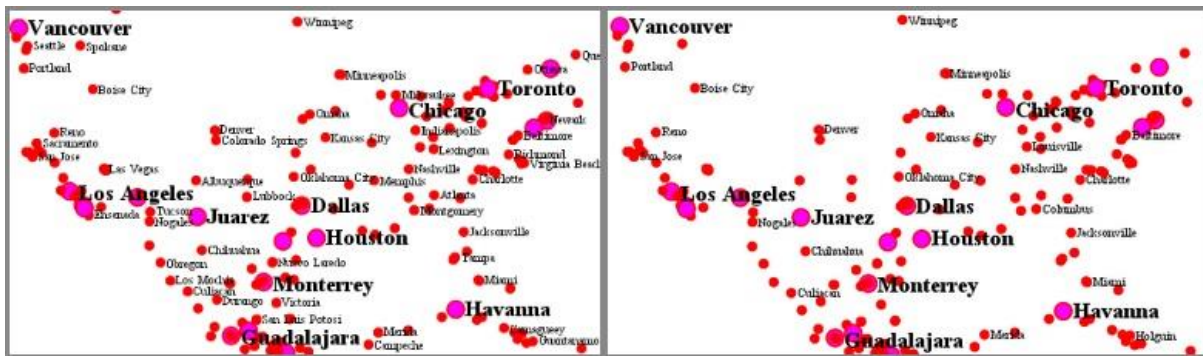 Winnipeg
Vancouver
Seattle
Spokane
Portland
Boise City
Minneapolis
Ottawa
Que
Milwaukee
Toronto
Chicago
Omaha
Newark
Reno
Denver
Sacramento
Colorado Springs
Kansas City
Indianapolis
Baltimore
San Jose
Lexington
Richmond
Virginia Beach
Las Vegas
Nashville
Albuquerque
Oklahoma City
Memphis
Charlotte
Los Angeles
Lubbock
Atlanta
Ensenada
Tucson
Dallas
Montgomery
Nogales
Juarez
Houston
Jacksonville
Chihuahua
Tampa
Obregon
Nuevo Laredo
Los Mochis
Monterrey
Miami
Culiacan
Durango
Victoria
Havanna
San Luis Potosi
Guadalajara
Merida
Camaguey
Campeche
Guantanamo
Winnipeg
Vancouver
Portland
Boise City
Minneapolis
Toronto
Chicago
Omaha
Reno
Denver
Kansas City
Baltimore
San Jose
Louisville
Nashville
Oklahoma City
Charlotte
Los Angeles
Dallas
Columbus
Nogales
Juarez
Houston
Jacksonville
Chihuahua
Monterrey
Miami
Culiacan
Havanna
Guadalajara
Merida
Holguin